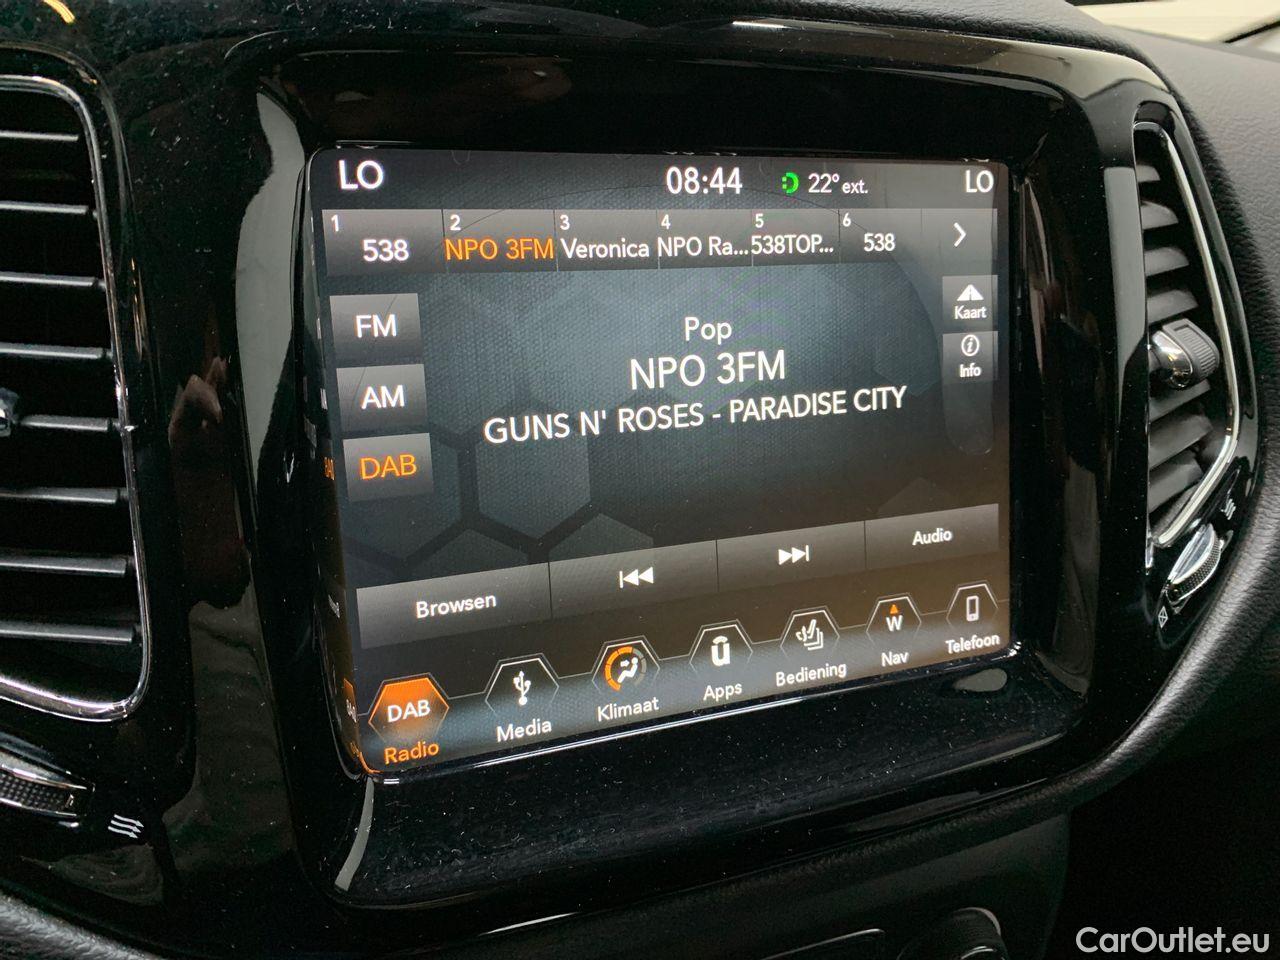 LO 08:44 22° ext. LO
1 2 3 4 5 6
538 NPO 3FM Veronica NPO Ra... 538TOP... 538
FM
AM
DAB
Pop
NPO 3FM
GUNS N' ROSES - PARADISE CITY
Kaart
Info
Browsen Audio
DAB
Radio
Media
Klimaat
Apps
Bediening
W
Nav
Telefoon
CarOutlet.eu